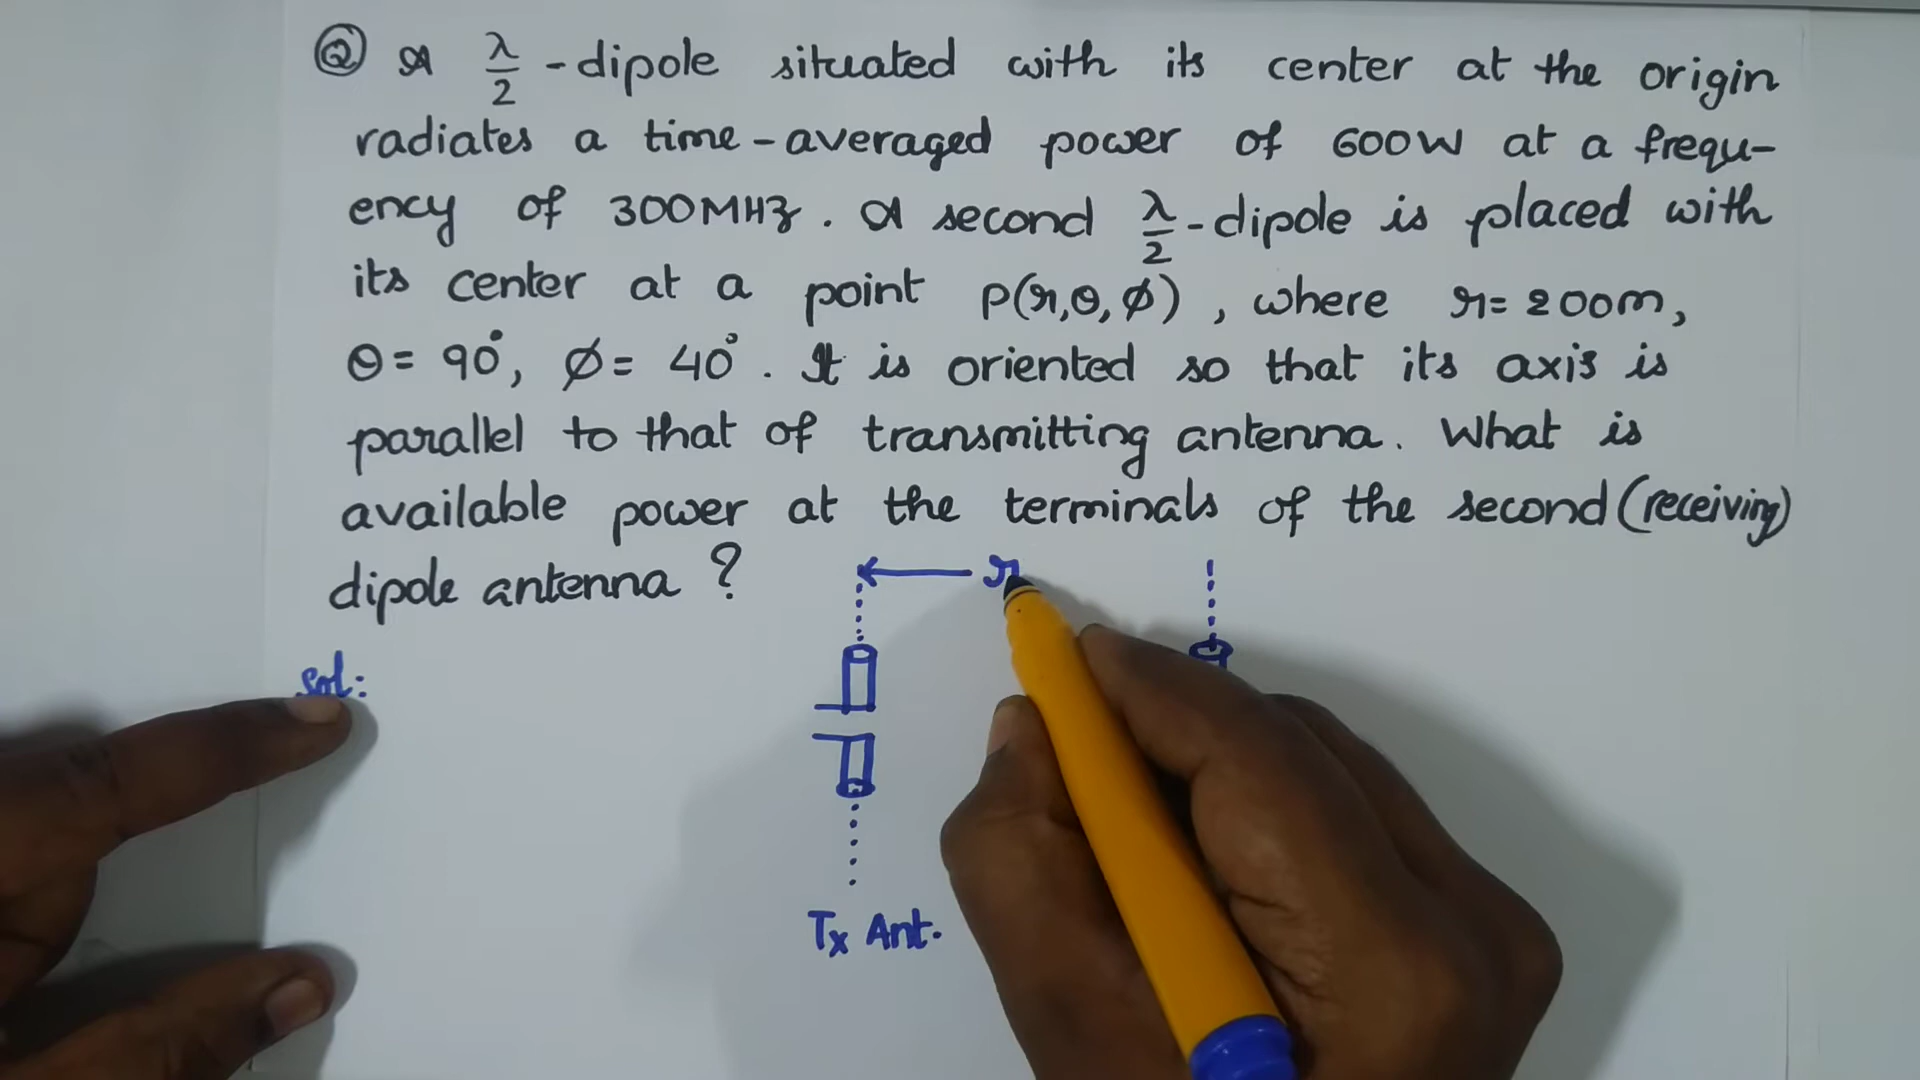 Q A λ/2 - dipole situated with its center at the origin
radiates a time-averaged power of 600W at a frequ-
ency of 300MHz. A second λ/2 - dipole is placed with
its center at a point P(r,θ,ϕ), where r = 200m,
θ = 90°, ϕ = 40°. It is oriented so that its axis is
parallel to that of transmitting antenna. What is
available power at the terminals of the second (receiving)
dipole antenna ?
r
Sol:
Tx Ant.